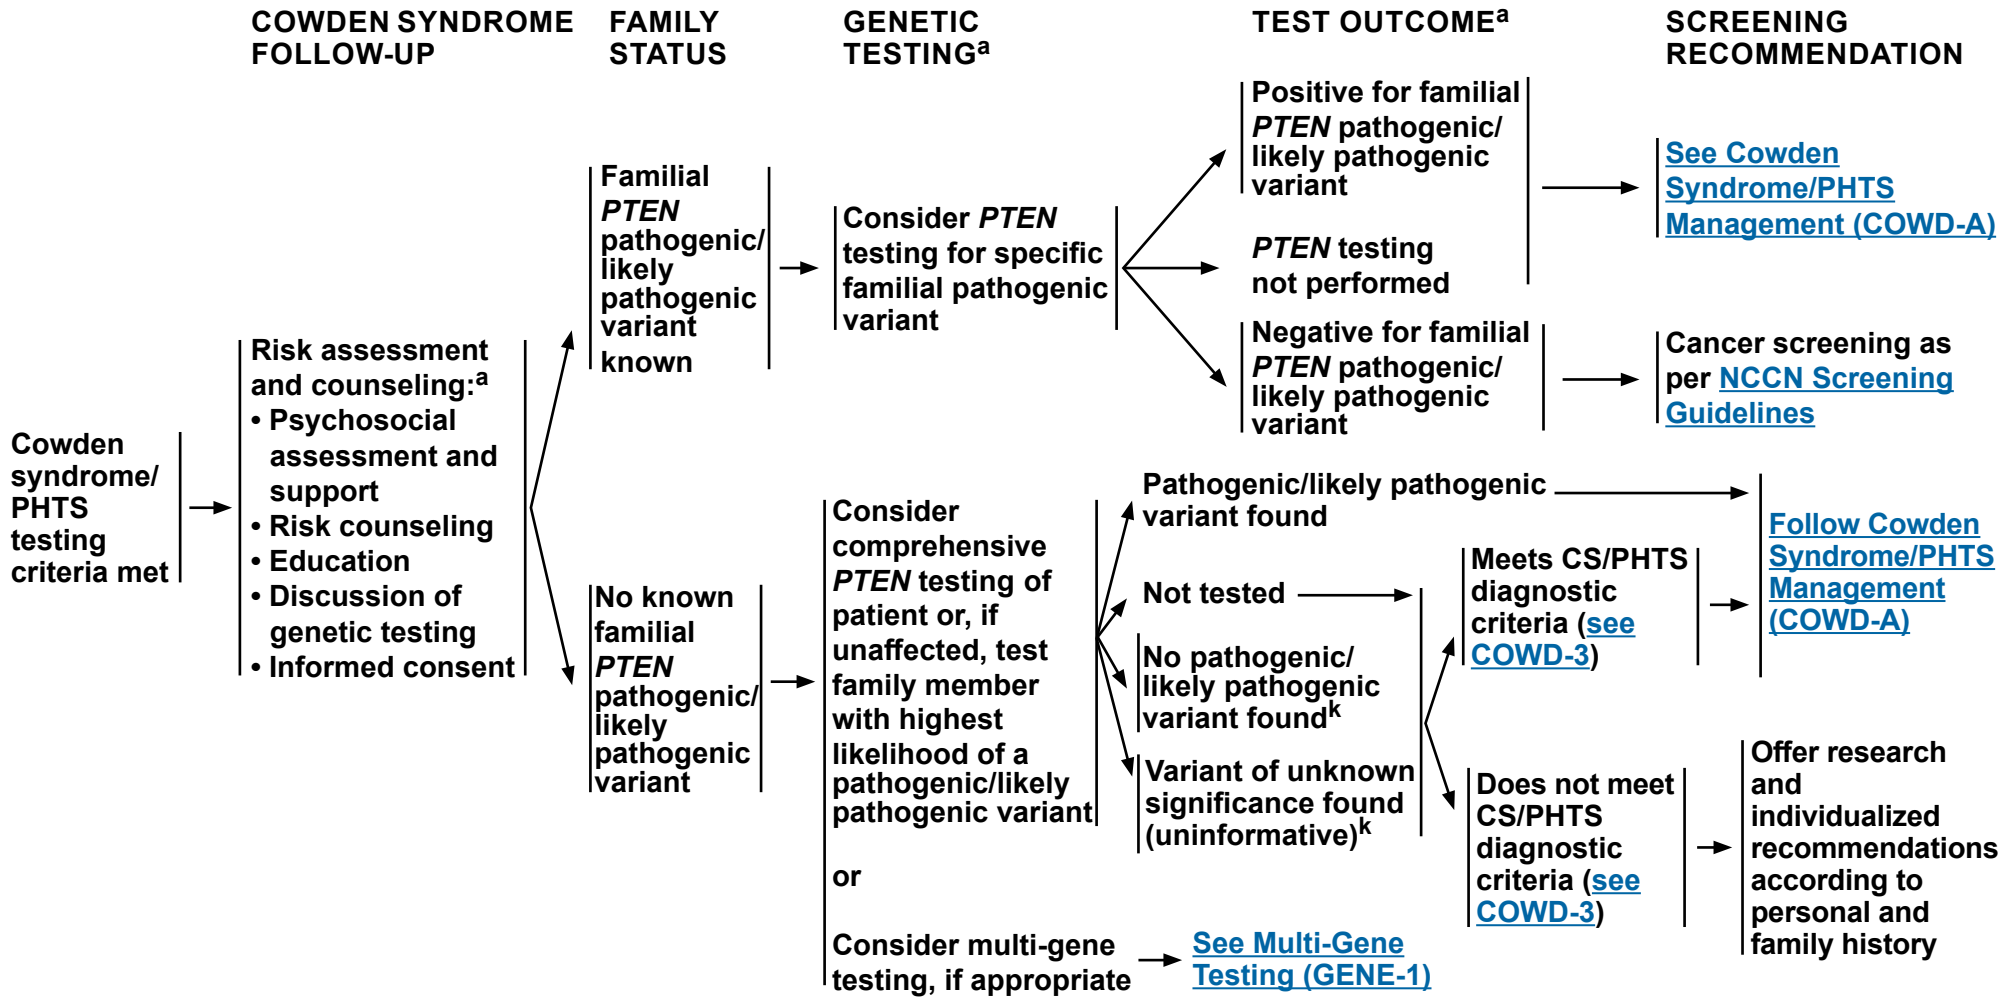 COWDEN SYNDROME
FOLLOW-UP
FAMILY
STATUS
GENETIC
TESTINGa
TEST OUTCOMEa
SCREENING
RECOMMENDATION
Cowden
syndrome/
PHTS
testing
criteria met
Risk assessment
and counseling:a
• Psychosocial
assessment and
support
• Risk counseling
• Education
• Discussion of
genetic testing
• Informed consent
Familial
PTEN
pathogenic/
likely
pathogenic
variant
known
Consider PTEN
testing for specific
familial pathogenic
variant
Positive for familial
PTEN pathogenic/
likely pathogenic
variant
PTEN testing
not performed
See Cowden
Syndrome/PHTS
Management (COWD-A)
Negative for familial
PTEN pathogenic/
likely pathogenic
variant
Cancer screening as
per NCCN Screening
Guidelines
No known
familial
PTEN
pathogenic/
likely
pathogenic
variant
Consider
comprehensive
PTEN testing of
patient or, if
unaffected, test
family member
with highest
likelihood of a
pathogenic/likely
pathogenic variant
or
Consider multi-gene
testing, if appropriate
See Multi-Gene
Testing (GENE-1)
Pathogenic/likely pathogenic
variant found
Not tested
No pathogenic/
likely pathogenic
variant foundk
Variant of unknown
significance found
(uninformative)k
Meets CS/PHTS
diagnostic
criteria (see
COWD-3)
Follow Cowden
Syndrome/PHTS
Management
(COWD-A)
Does not meet
CS/PHTS
diagnostic
criteria (see
COWD-3)
Offer research
and
individualized
recommendations
according to
personal and
family history